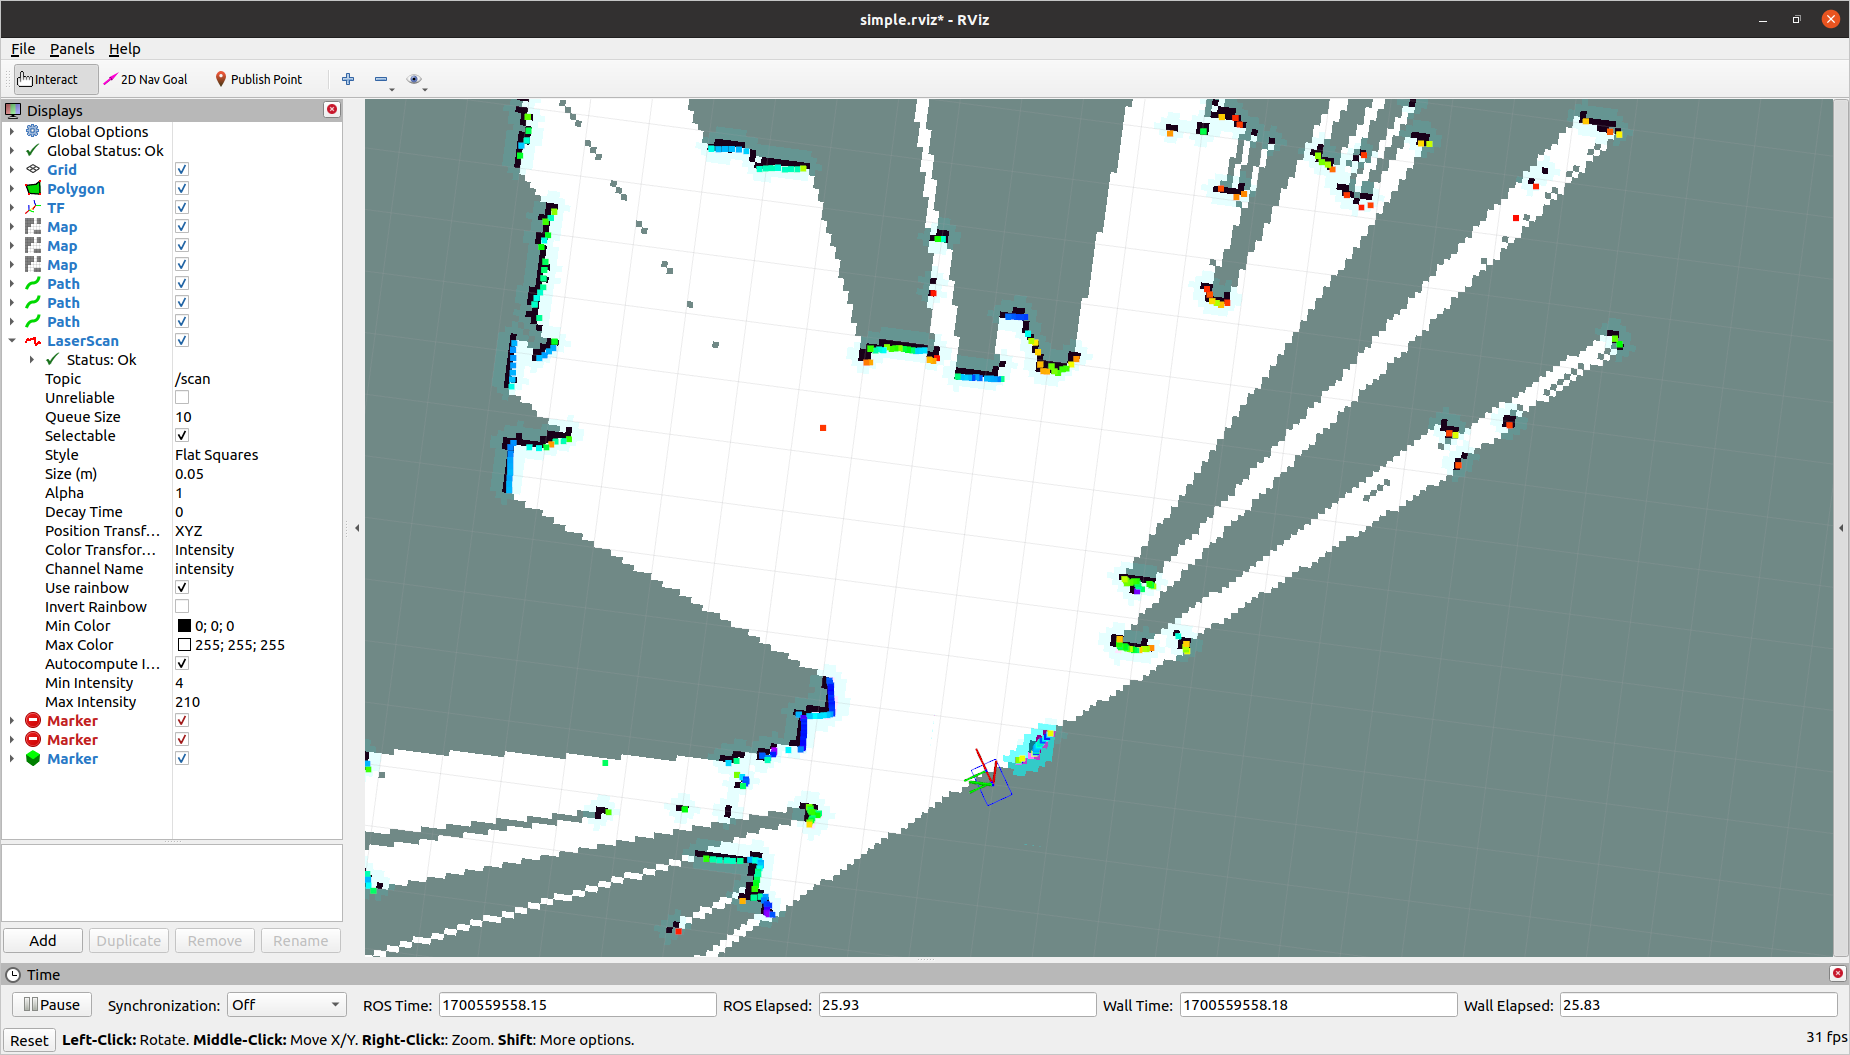 simple.rviz* - RViz
File Panels Help
Interact 2D Nav Goal Publish Point
Displays
Global Options
Global Status: Ok
Grid
Polygon
TF
Map
Map
Map
Path
Path
Path
LaserScan
Status: Ok
Topic /scan
Unreliable
Queue Size 10
Selectable
Style Flat Squares
Size (m) 0.05
Alpha 1
Decay Time 0
Position Transf... XYZ
Color Transfor... Intensity
Channel Name intensity
Use rainbow
Invert Rainbow
Min Color 0; 0; 0
Max Color 255; 255; 255
Autocompute I...
Min Intensity 4
Max Intensity 210
Marker
Marker
Marker
Add Duplicate Remove Rename
Time
Pause Synchronization: Off ROS Time: 1700559558.15 ROS Elapsed: 25.93 Wall Time: 1700559558.18 Wall Elapsed: 25.83
Reset Left-Click: Rotate. Middle-Click: Move X/Y. Right-Click:: Zoom. Shift: More options. 31 fps